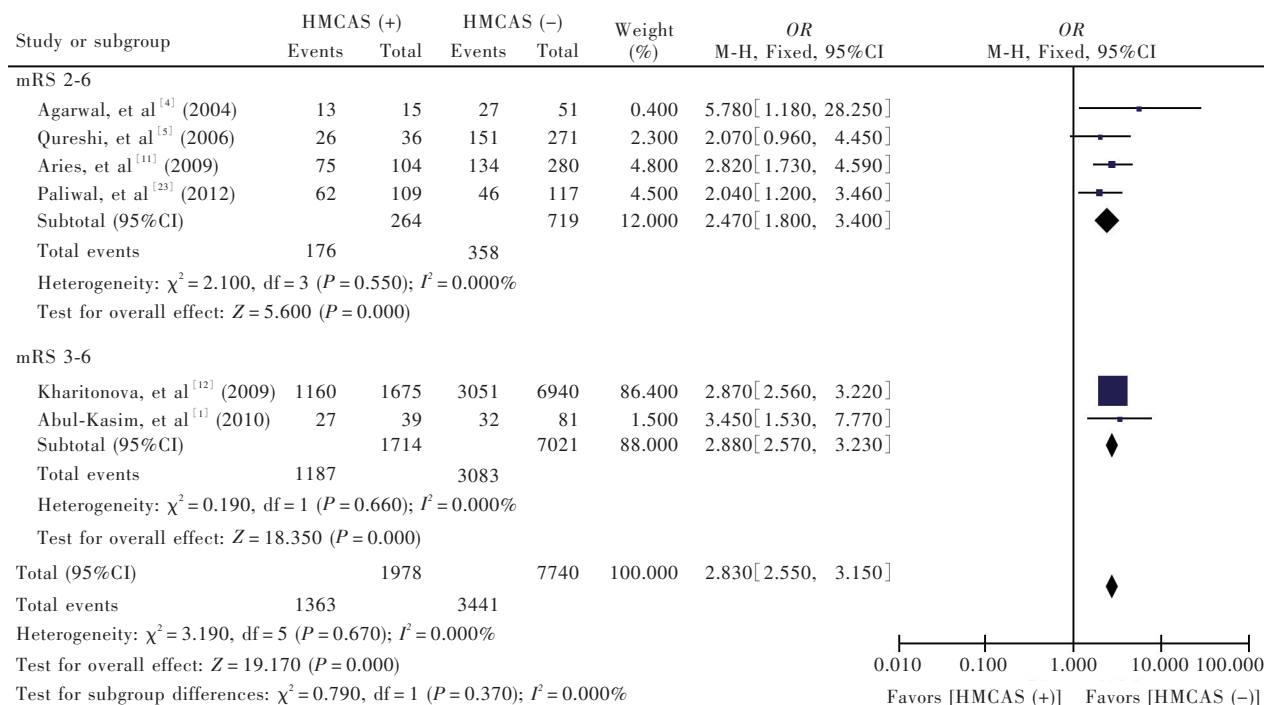 Study or subgroup HMCAS (+) HMCAS (−) Weight (%) OR M-H, Fixed, 95%CI OR M-H, Fixed, 95%CI
Events Total Events Total
mRS 2-6
Agarwal, et al [4] (2004) 13 15 27 51 0.400 5.780[1.180, 28.250]
Qureshi, et al [5] (2006) 26 36 151 271 2.300 2.070[0.960, 4.450]
Aries, et al [11] (2009) 75 104 134 280 4.800 2.820[1.730, 4.590]
Paliwal, et al [23] (2012) 62 109 46 117 4.500 2.040[1.200, 3.460]
Subtotal (95%CI) 264 719 12.000 2.470[1.800, 3.400]
Total events 176 358
Heterogeneity: χ² = 2.100, df = 3 (P = 0.550); I² = 0.000%
Test for overall effect: Z = 5.600 (P = 0.000)
mRS 3-6
Kharitonova, et al [12] (2009) 1160 1675 3051 6940 86.400 2.870[2.560, 3.220]
Abul-Kasim, et al [1] (2010) 27 39 32 81 1.500 3.450[1.530, 7.770]
Subtotal (95%CI) 1714 7021 88.000 2.880[2.570, 3.230]
Total events 1187 3083
Heterogeneity: χ² = 0.190, df = 1 (P = 0.660); I² = 0.000%
Test for overall effect: Z = 18.350 (P = 0.000)
Total (95%CI) 1978 7740 100.000 2.830[2.550, 3.150]
Total events 1363 3441
Heterogeneity: χ² = 3.190, df = 5 (P = 0.670); I² = 0.000%
Test for overall effect: Z = 19.170 (P = 0.000)
Test for subgroup differences: χ² = 0.790, df = 1 (P = 0.370); I² = 0.000%
0.010 0.100 1.000 10.000 100.000
Favors [HMCAS (+)] Favors [HMCAS (−)]